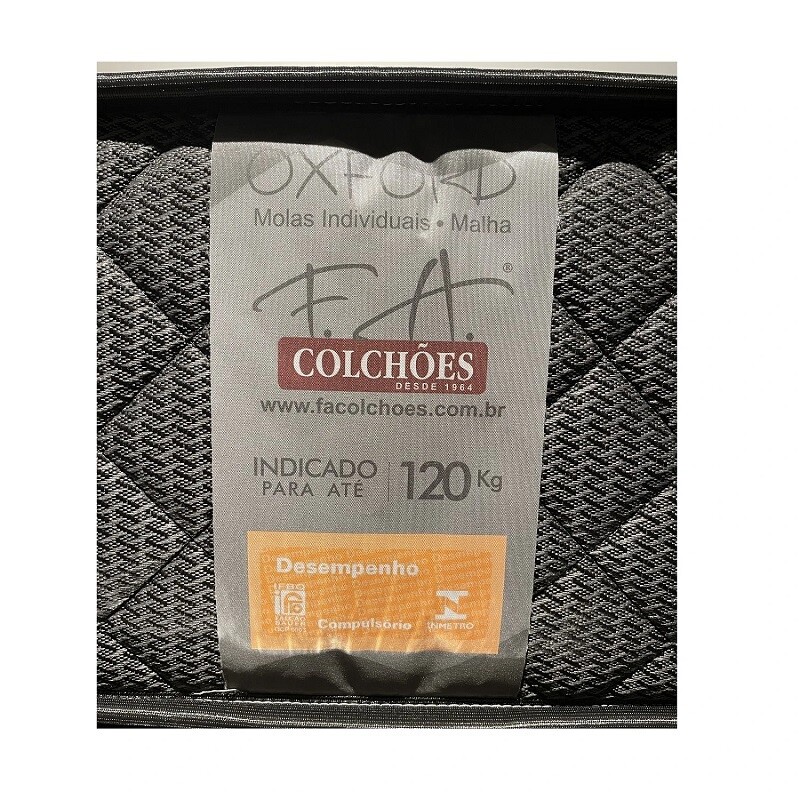 OXFORD
Molas Individuais • Malha
F.A.®
COLCHÕES
DESDE 1964
www.facolchoes.com.br
INDICADO
PARA ATÉ
120 Kg
Desempenho
Compulsório
INMETRO